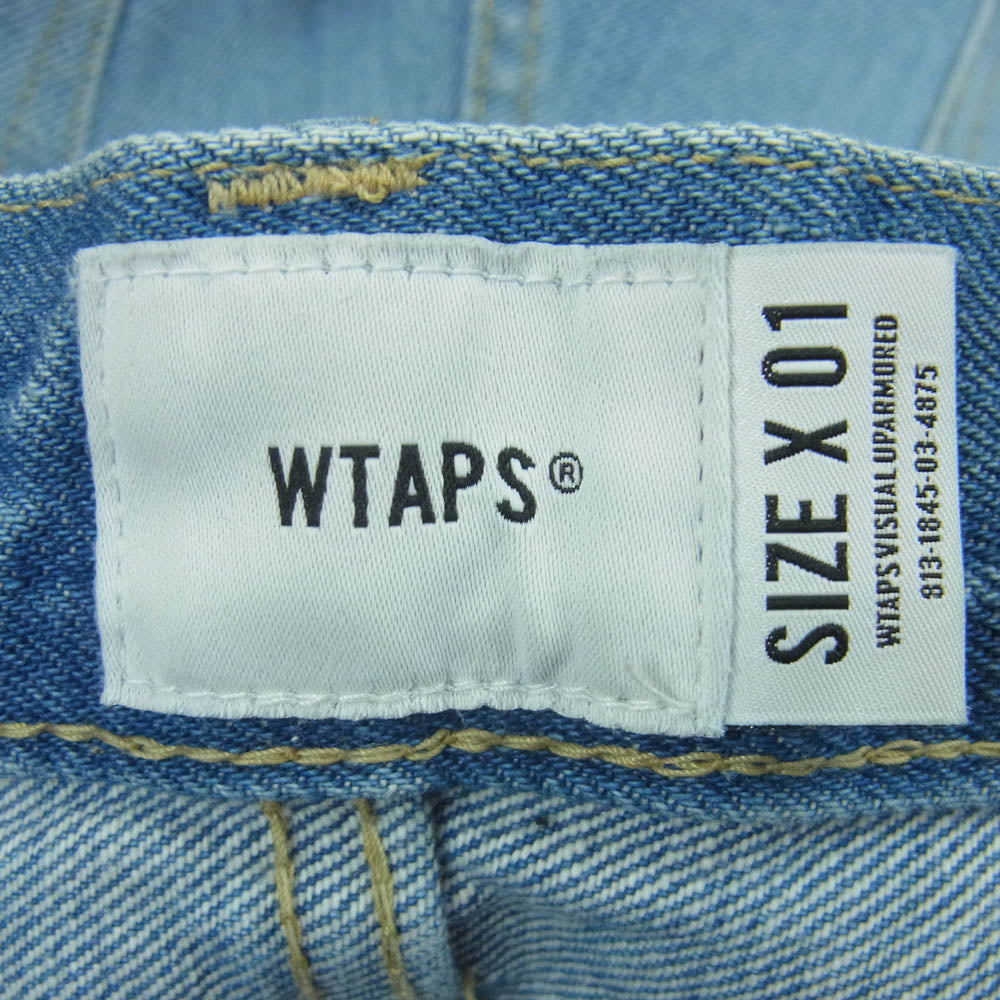 WTAPS®
SIZE X 01
WTAPS VISUAL UPARMORED
813-1845-03-4875